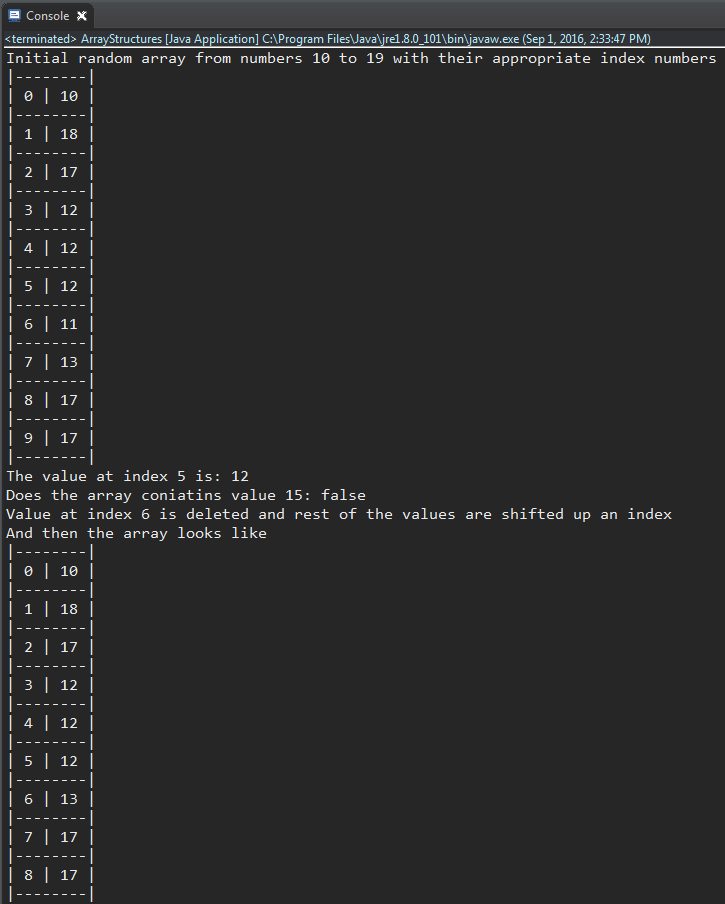 Console
<terminated> ArrayStructures [Java Application] C:\Program Files\Java\jre1.8.0_101\bin\javaw.exe (Sep 1, 2016, 2:33:47 PM)
Initial random array from numbers 10 to 19 with their appropriate index numbers
|--------|
| 0 | 10 |
|--------|
| 1 | 18 |
|--------|
| 2 | 17 |
|--------|
| 3 | 12 |
|--------|
| 4 | 12 |
|--------|
| 5 | 12 |
|--------|
| 6 | 11 |
|--------|
| 7 | 13 |
|--------|
| 8 | 17 |
|--------|
| 9 | 17 |
|--------|
The value at index 5 is: 12
Does the array coniatins value 15: false
Value at index 6 is deleted and rest of the values are shifted up an index
And then the array looks like
|--------|
| 0 | 10 |
|--------|
| 1 | 18 |
|--------|
| 2 | 17 |
|--------|
| 3 | 12 |
|--------|
| 4 | 12 |
|--------|
| 5 | 12 |
|--------|
| 6 | 13 |
|--------|
| 7 | 17 |
|--------|
| 8 | 17 |
|--------|